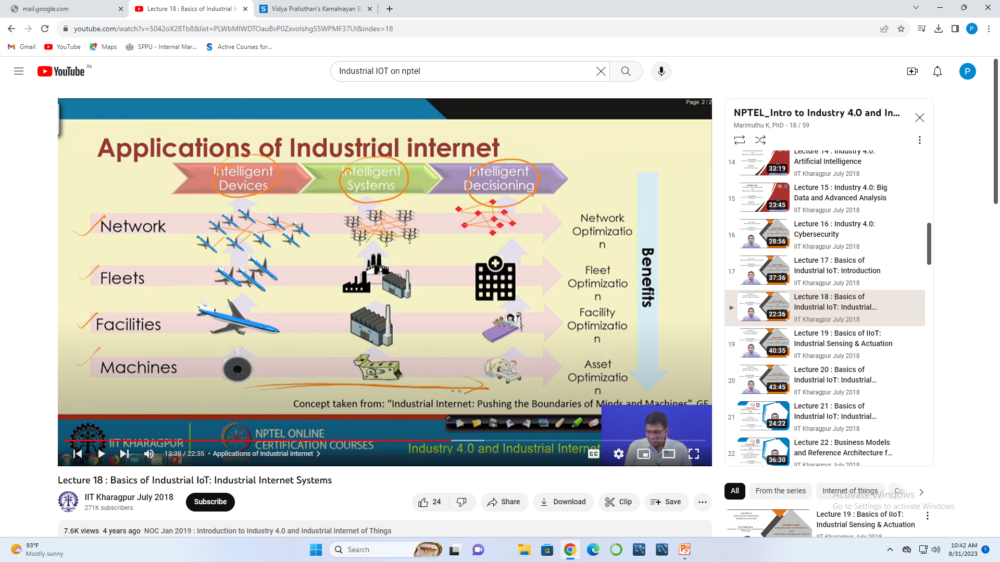 mail.google.com
Lecture 18 : Basics of Industrial Io
Vidya Pratisthan's Kamalnayan Ba
youtube.com/watch?v=5042oX28Tb8&list=PLWbMIWDTOauBvP0Zxvolshg55WPMF37UI&index=18
P
Gmail
YouTube
Maps
SPPU - Internal Mar...
Active Courses for...
YouTube IN
Industrial IOT on nptel
P
Page: 2 / 2
Applications of Industrial internet
Intelligent Devices
Intelligent Systems
Intelligent Decisioning
Network
Network
Optimizatio
n
Fleets
Fleet
Optimizatio
n
Facilities
Facility
Optimizatio
n
Machines
Asset
Optimizatio
n
Benefits
Concept taken from: “Industrial Internet: Pushing the Boundaries of Minds and Machines”, GE
IIT KHARAGPUR
NPTEL ONLINE
CERTIFICATION COURSES
Industry 4.0 and Industrial Internet
13:38 / 22:35 • Applications of Industrial internet
CC
Lecture 18 : Basics of Industrial IoT: Industrial Internet Systems
IIT Kharagpur July 2018
271K subscribers
Subscribe
24
Share
Download
Clip
Save
7.6K views 4 years ago NOC Jan 2019 : Introduction to Industry 4.0 and Industrial Internet of Things
NPTEL_Intro to Industry 4.0 and In...
Marimuthu K, PhD - 18 / 59
14
33:19
Lecture 14 : Industry 4.0:
Artificial Intelligence
IIT Kharagpur July 2018
15
23:45
Lecture 15 : Industry 4.0: Big
Data and Advanced Analysis
IIT Kharagpur July 2018
16
28:56
Lecture 16 : Industry 4.0:
Cybersecurity
IIT Kharagpur July 2018
17
37:36
Lecture 17 : Basics of
Industrial IoT: Introduction
IIT Kharagpur July 2018
22:36
Lecture 18 : Basics of
Industrial IoT: Industrial...
IIT Kharagpur July 2018
19
40:35
Lecture 19 : Basics of IIoT:
Industrial Sensing & Actuation
IIT Kharagpur July 2018
20
43:45
Lecture 20 : Basics of
Industrial IoT: Industrial...
IIT Kharagpur July 2018
21
24:22
Lecture 21 : Basics of
Industrial IoT: Industrial...
IIT Kharagpur July 2018
22
36:30
Lecture 22 : Business Models
and Reference Architecture f...
IIT Kharagpur July 2018
All
From the series
Internet of things
Co
Activate Windows
Go to Settings to activate Windows.
Lecture 19 : Basics of IIoT:
Industrial Sensing & Actuation
IIT Kharagpur July 2018
93°F
Mostly sunny
Search
10:42 AM
8/31/2023
1